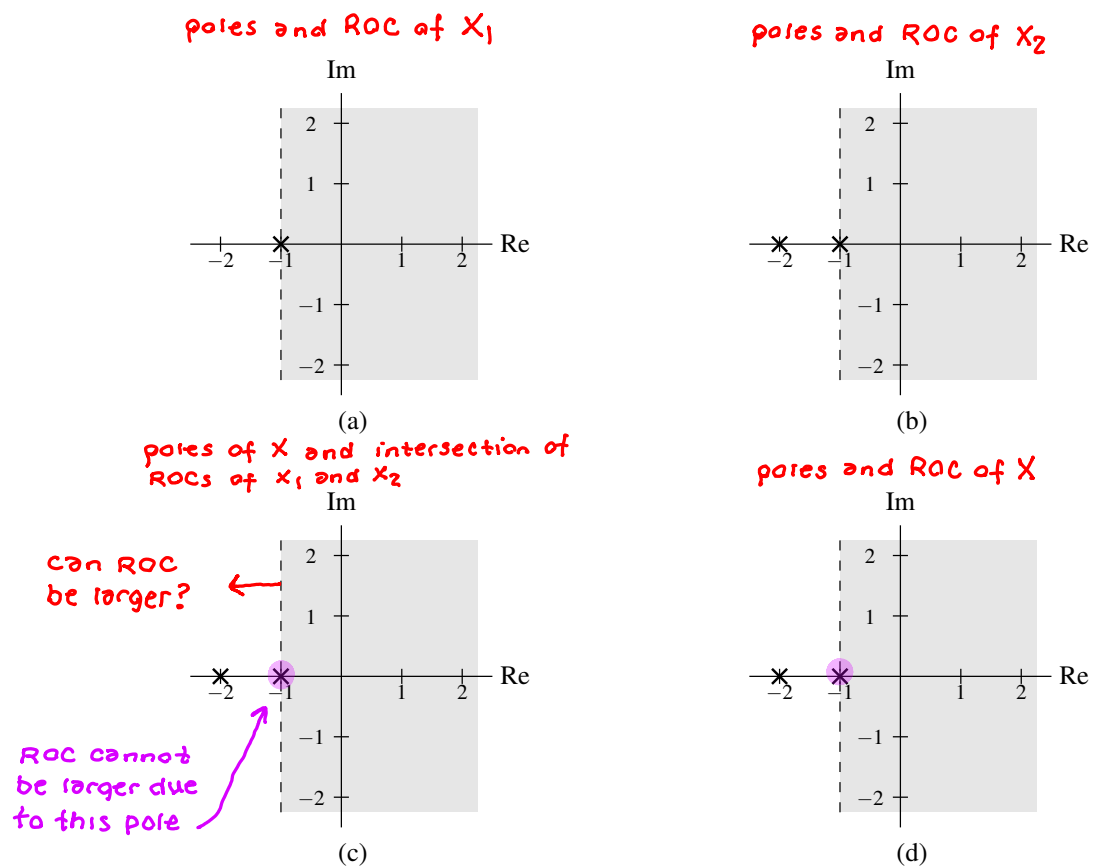 poles and ROC of X₁
poles and ROC of X₂
Im
2
1
−2
−1
1
2
Re
−1
−2
(a)
Im
2
1
−2
−1
1
2
Re
−1
−2
(b)
poles of X and intersection of
ROCs of X₁ and X₂
poles and ROC of X
Im
2
can ROC
be larger?
1
−2
−1
1
2
Re
−1
ROC cannot
be larger due
to this pole
−2
(c)
Im
2
1
−2
−1
1
2
Re
−1
−2
(d)